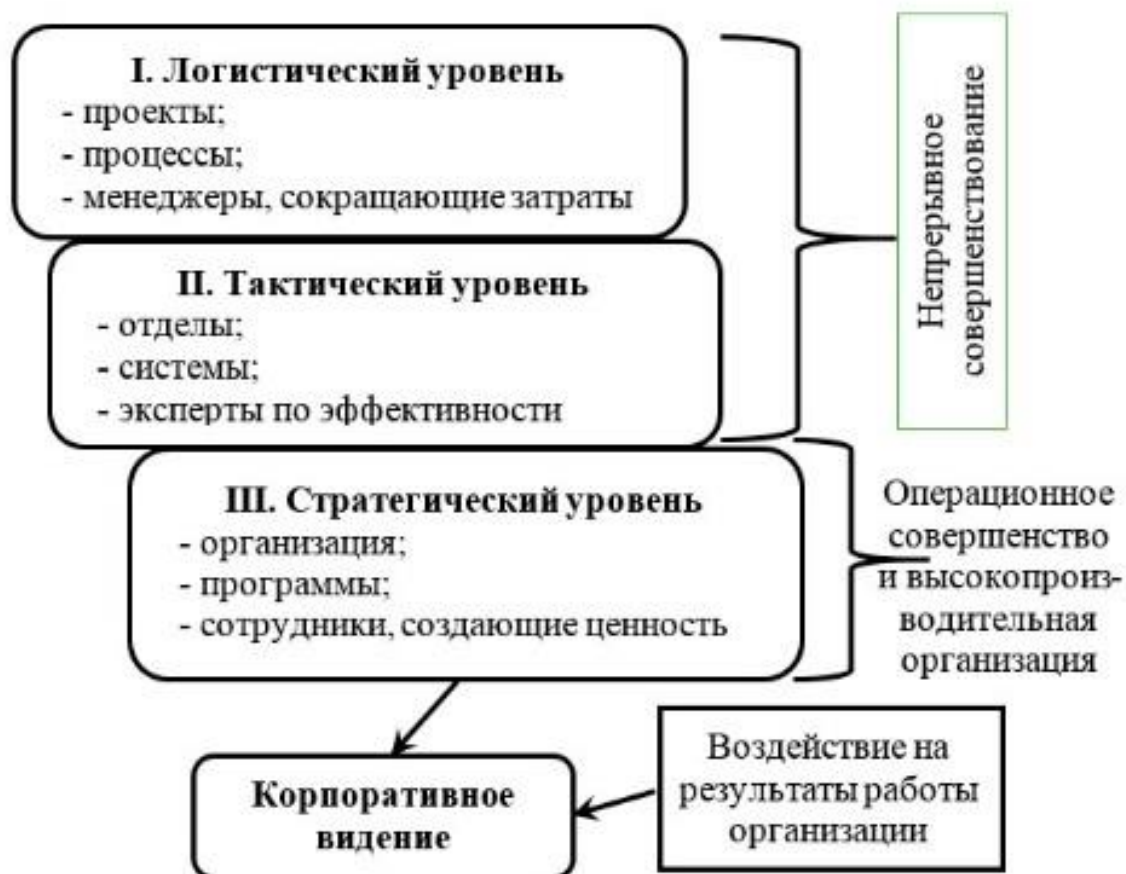 I. Логистический уровень
- проекты;
- процессы;
- менеджеры, сокращающие затраты
II. Тактический уровень
- отделы;
- системы;
- эксперты по эффективности
Непрерывное
совершенствование
III. Стратегический уровень
- организация;
- программы;
- сотрудники, создающие ценность
Операционное
совершенство
и высокопроиз-
водительная
организация
Корпоративное
видение
Воздействие на
результаты работы
организации